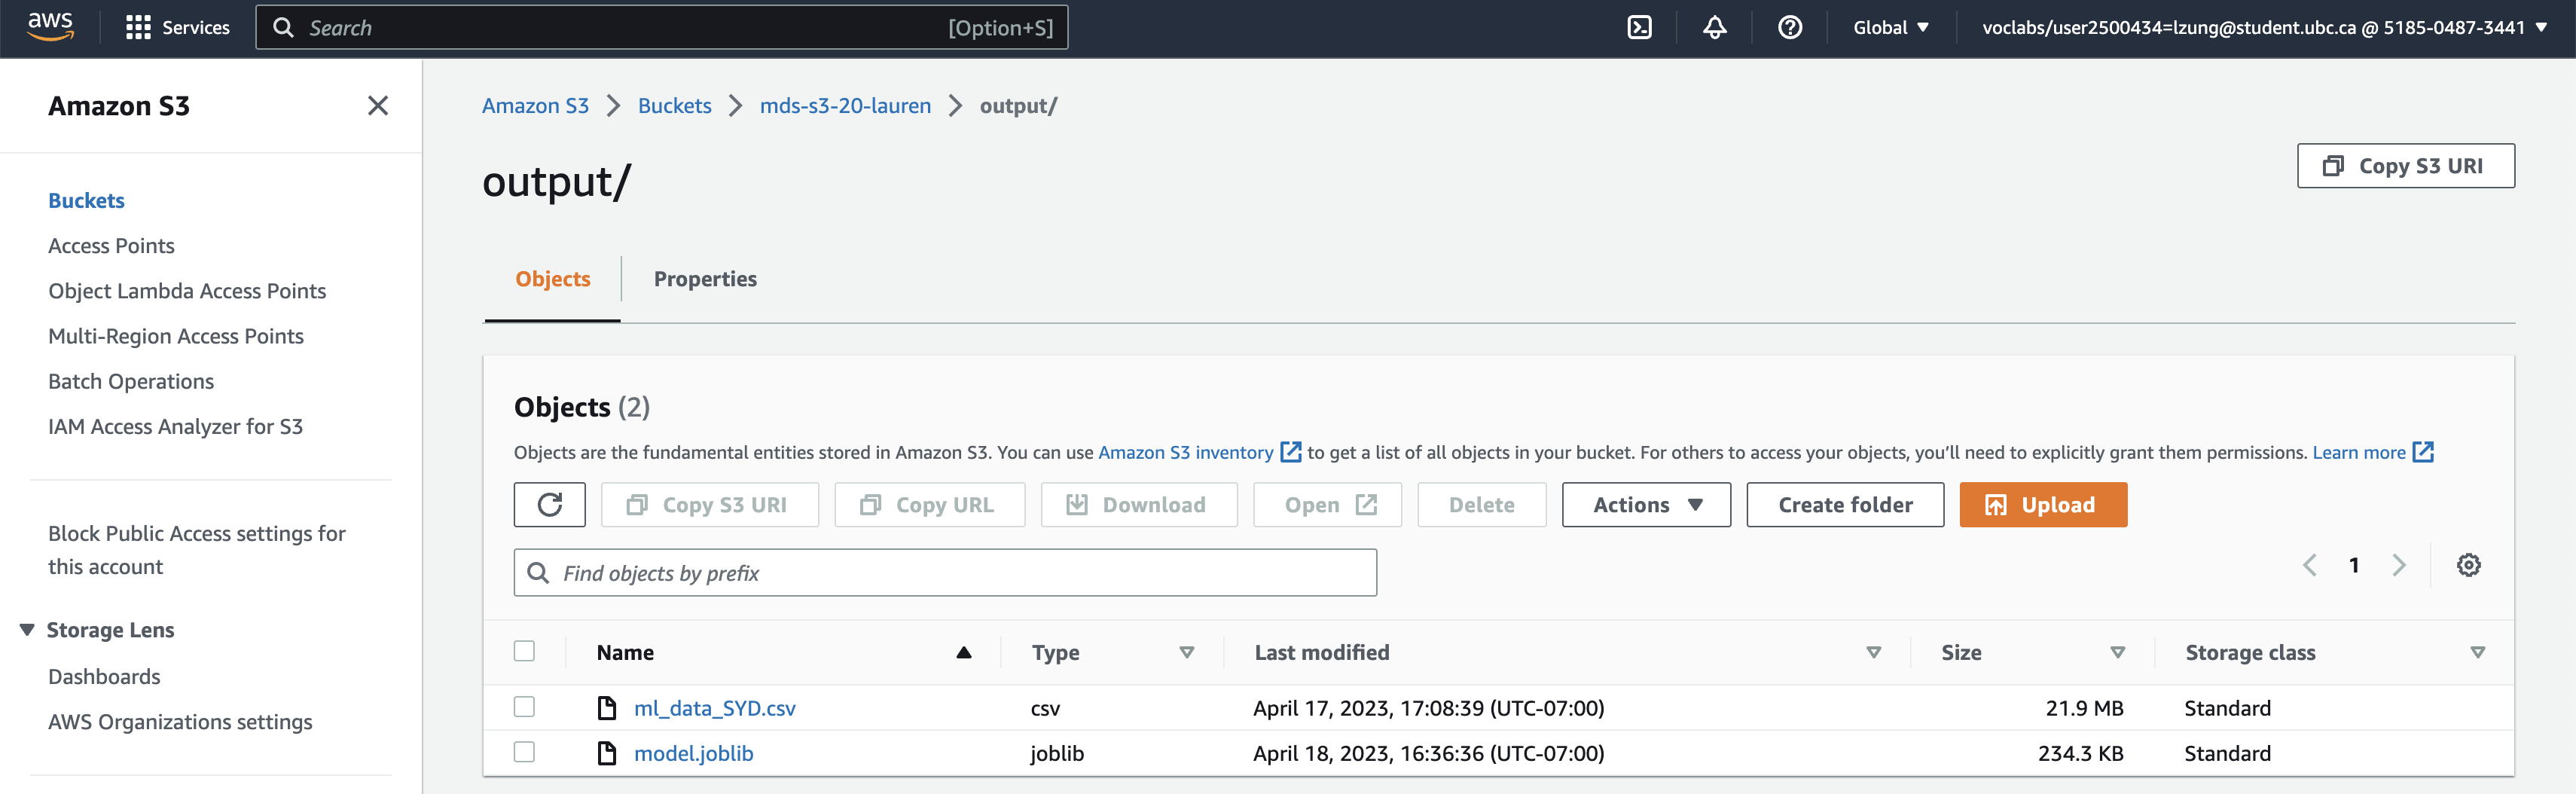 aws Services Search [Option+S] Global voclabs/user2500434=lzung@student.ubc.ca @ 5185-0487-3441
Amazon S3
Buckets
Access Points
Object Lambda Access Points
Multi-Region Access Points
Batch Operations
IAM Access Analyzer for S3
Block Public Access settings for
this account
Storage Lens
Dashboards
AWS Organizations settings
Amazon S3 > Buckets > mds-s3-20-lauren > output/
output/
Copy S3 URI
Objects Properties
Objects (2)
Objects are the fundamental entities stored in Amazon S3. You can use Amazon S3 inventory to get a list of all objects in your bucket. For others to access your objects, you’ll need to explicitly grant them permissions. Learn more
Copy S3 URI Copy URL Download Open Delete Actions Create folder Upload
Find objects by prefix
1
Name Type Last modified Size Storage class
ml_data_SYD.csv csv April 17, 2023, 17:08:39 (UTC-07:00) 21.9 MB Standard
model.joblib joblib April 18, 2023, 16:36:36 (UTC-07:00) 234.3 KB Standard